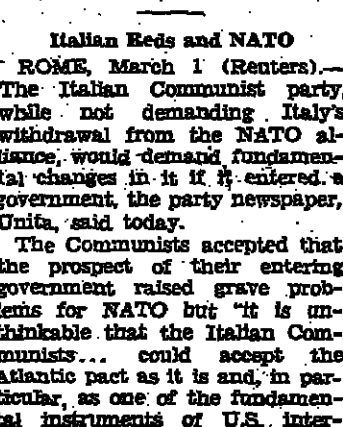 Italian Reds and NATO
ROME, March 1 (Reuters).—
The Italian Communist party,
while not demanding Italy's
withdrawal from the NATO al-
liance, would demand fundamen-
tal changes in it if it entered a
government, the party newspaper,
Unita, said today.
The Communists accepted that
the prospect of their entering
government raised grave prob-
lems for NATO but "it is un-
thinkable that the Italian Com-
munists... could accept the
Atlantic pact as it is and, in par-
ticular, as one of the fundamen-
tal instruments of U.S. inter-